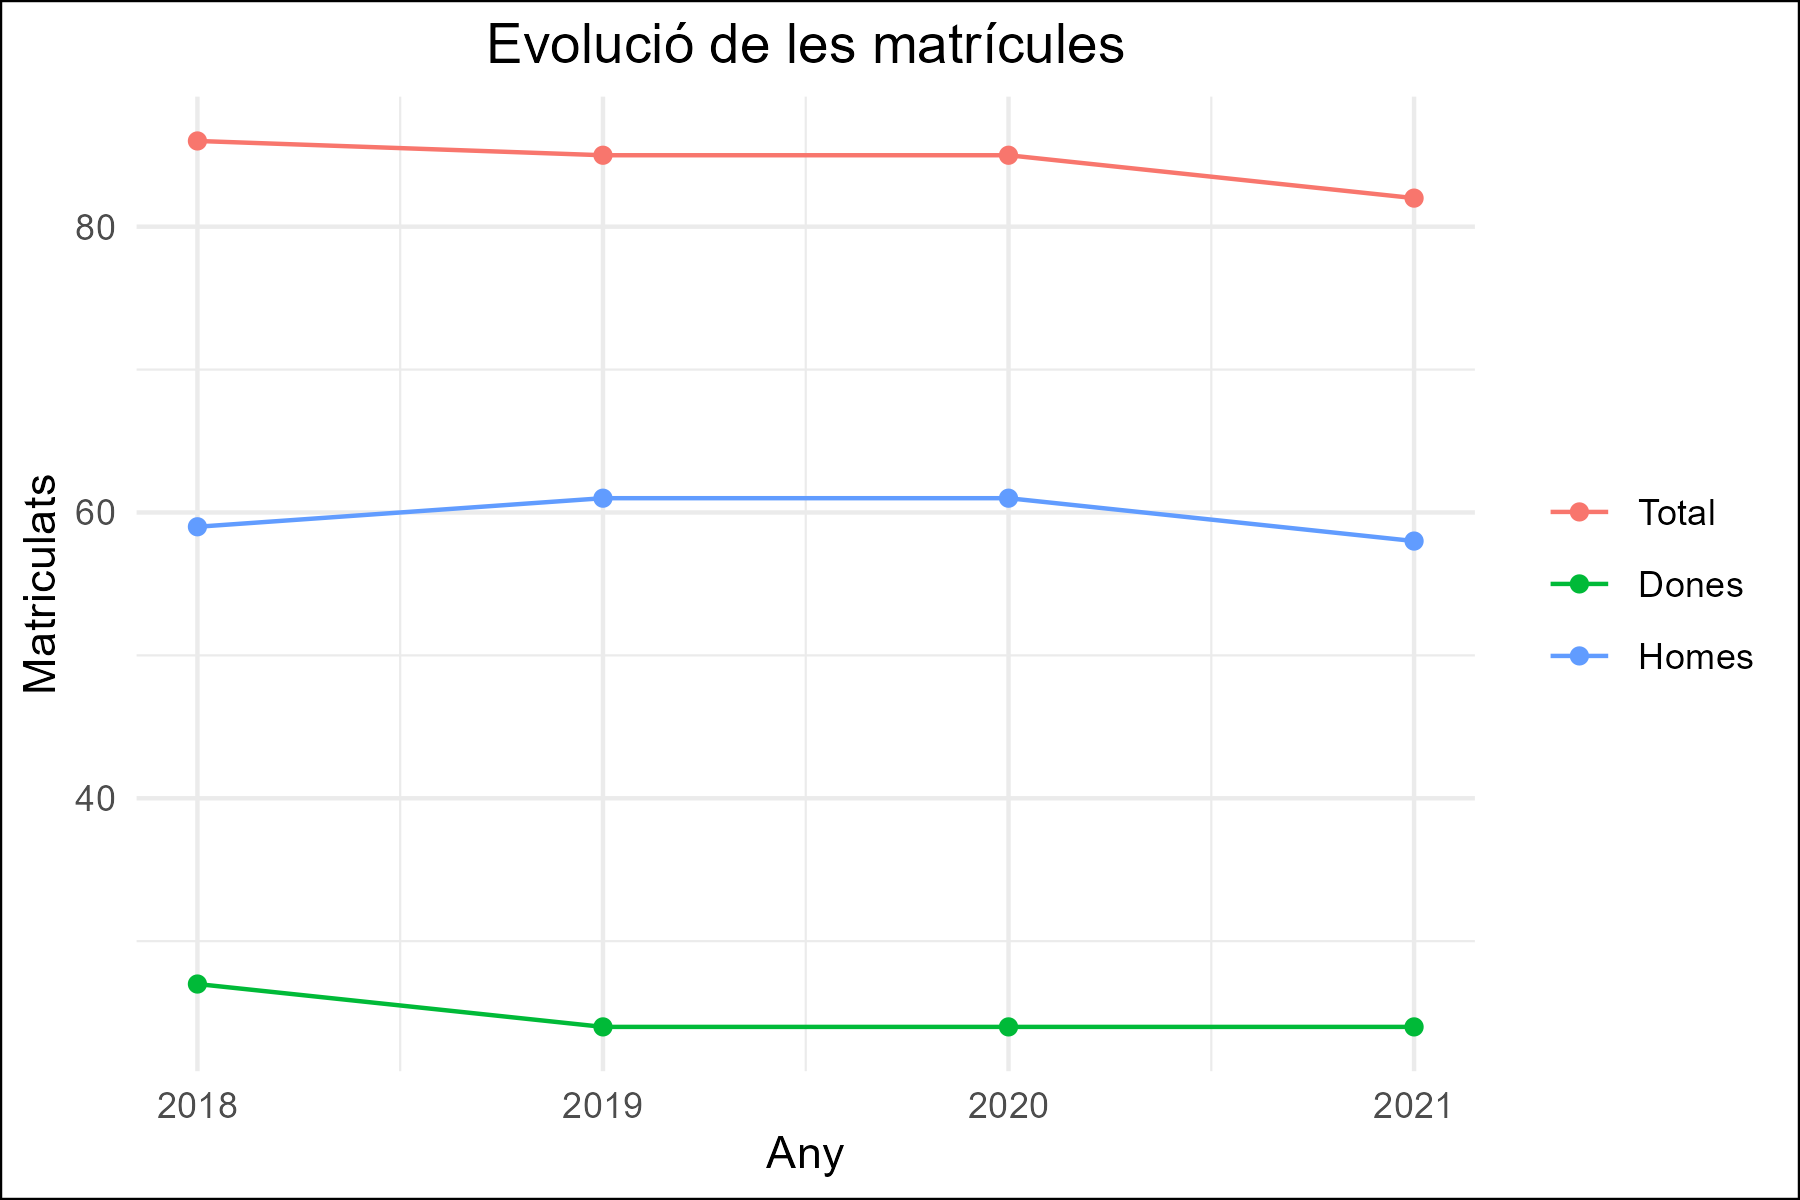 Evolució de les matrícules
Matriculats
80
60
40
2018
2019
2020
2021
Any
Total
Dones
Homes